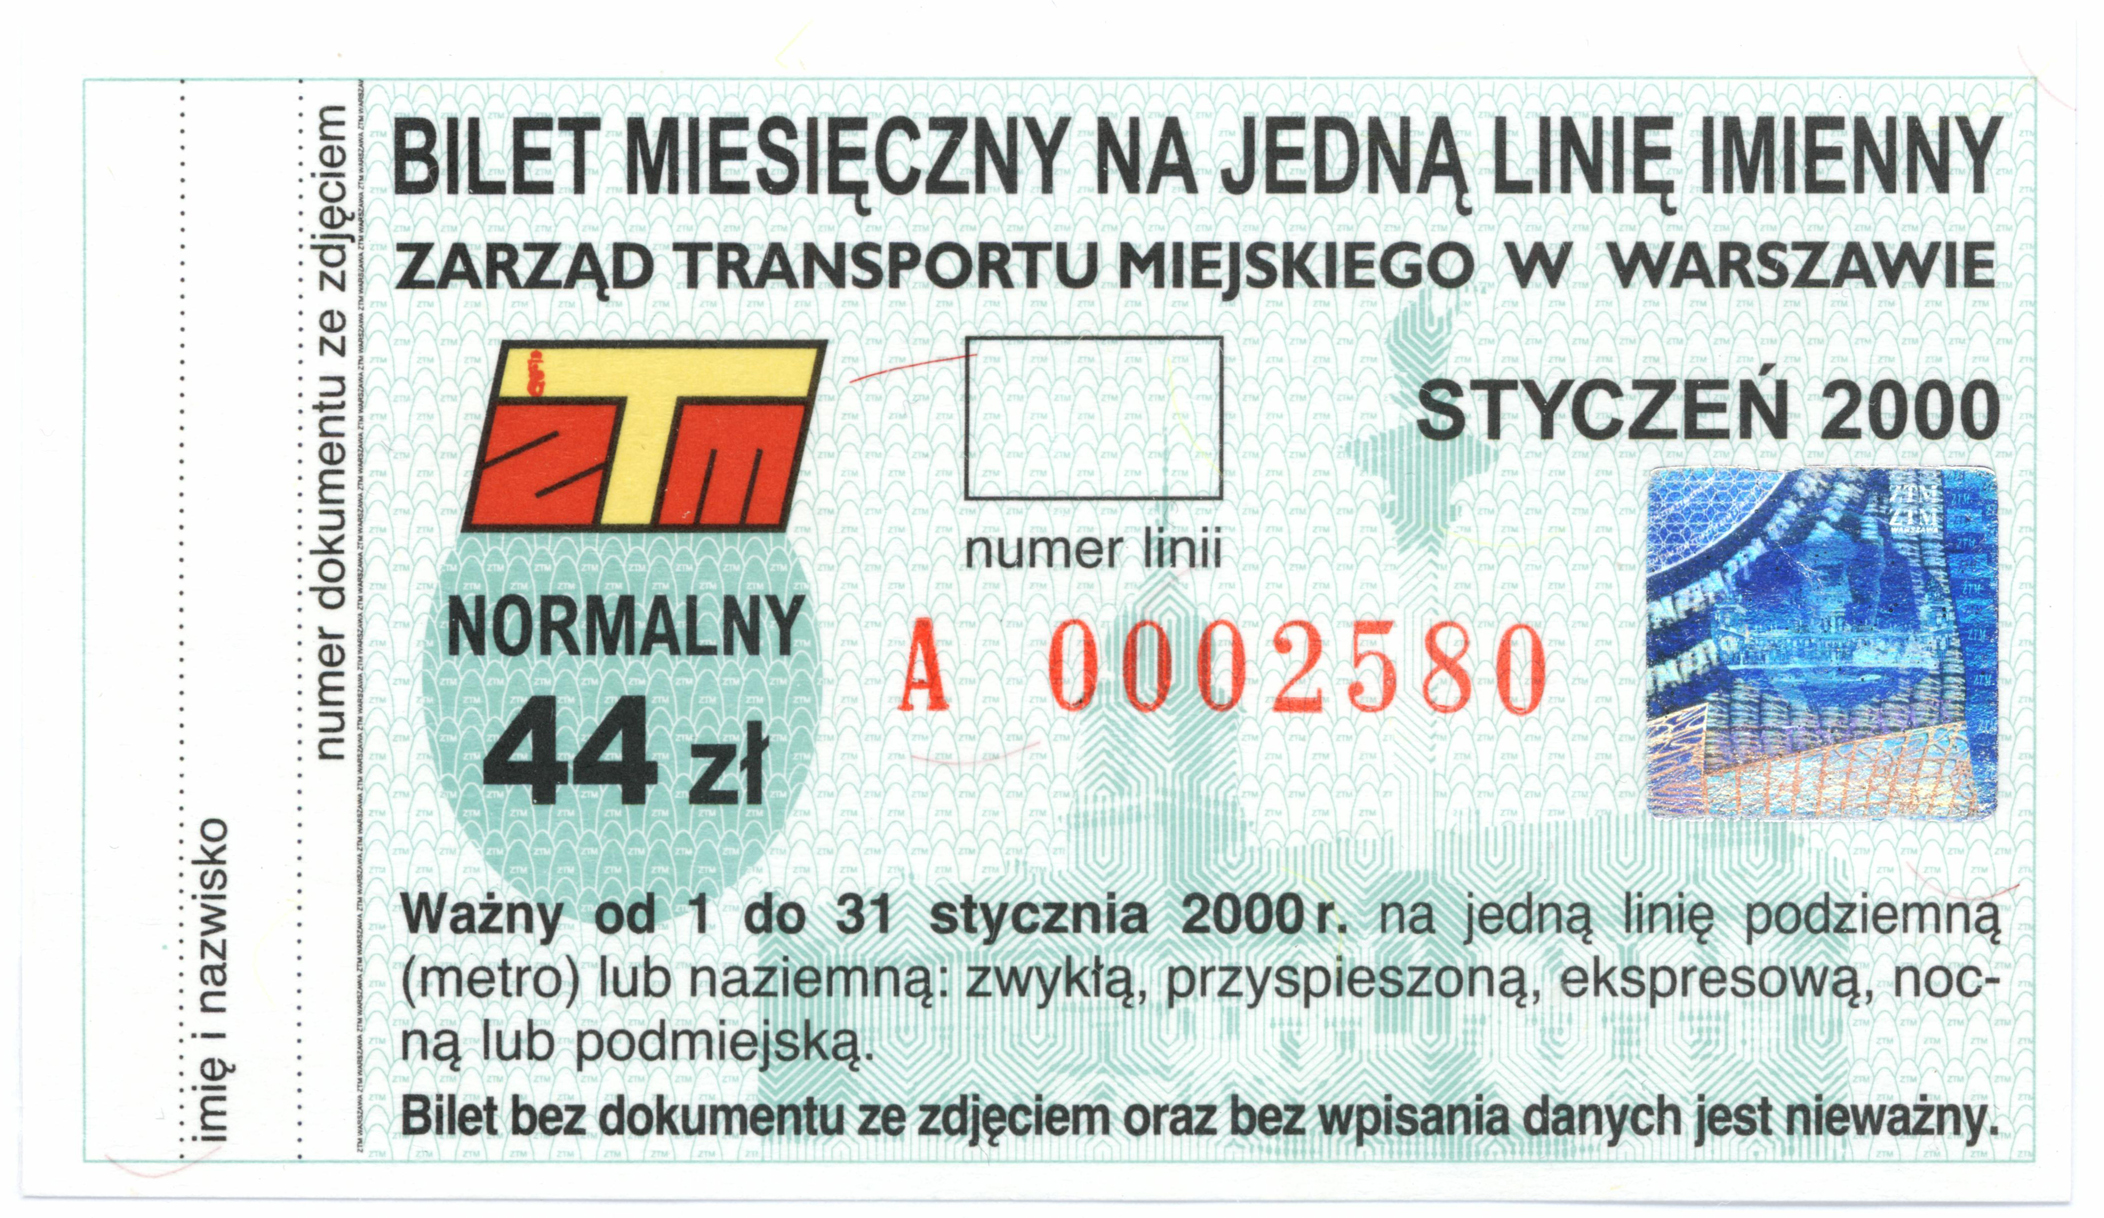 BILET MIESIĘCZNY NA JEDNĄ LINIĘ IMIENNY
ZARZĄD TRANSPORTU MIEJSKIEGO W WARSZAWIE
ZTM
STYCZEŃ 2000
numer linii
NORMALNY
44 zł
A 0002580
ZTM
ZTM
WARSZAWA
Ważny od 1 do 31 stycznia 2000 r. na jedną linię podziemną
(metro) lub naziemną: zwykłą, przyspieszoną, ekspresową, noc-
ną lub podmiejską.
Bilet bez dokumentu ze zdjęciem oraz bez wpisania danych jest nieważny.
imię i nazwisko
numer dokumentu ze zdjęciem